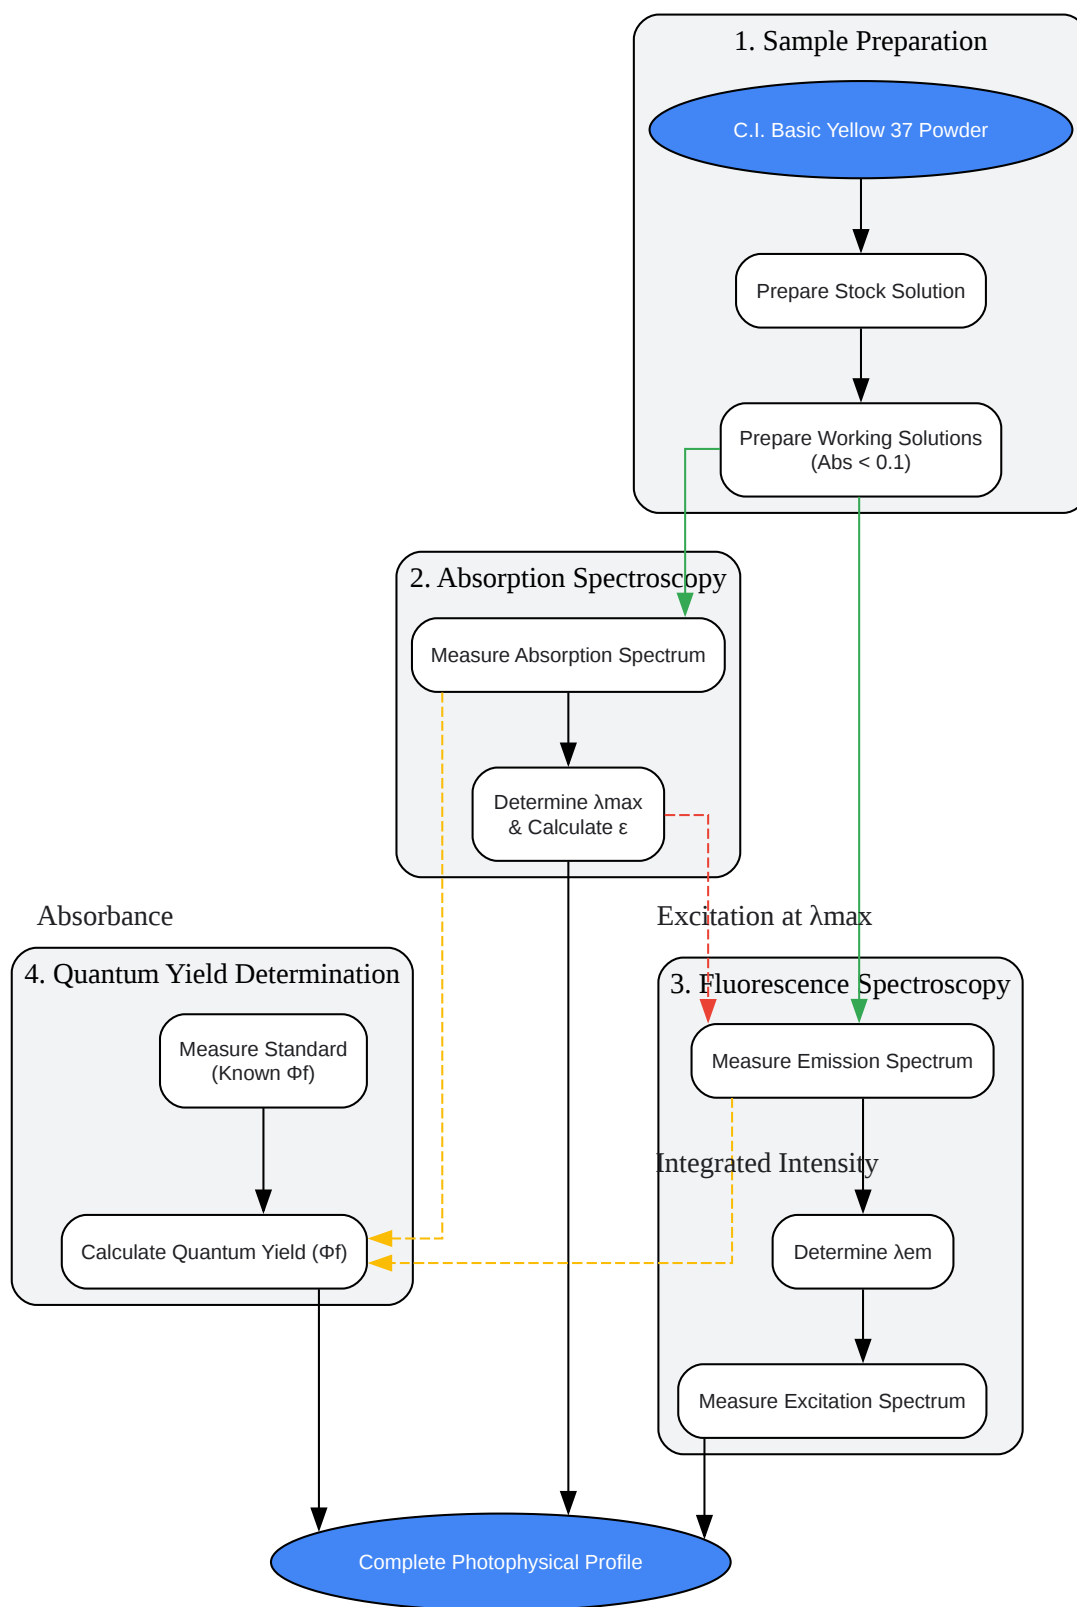 1. Sample Preparation
C.I. Basic Yellow 37 Powder
Prepare Stock Solution
Prepare Working Solutions
(Abs < 0.1)
2. Absorption Spectroscopy
Measure Absorption Spectrum
Determine λmax
& Calculate ε
Absorbance
Excitation at λmax
4. Quantum Yield Determination
3. Fluorescence Spectroscopy
Measure Standard
(Known Φf)
Measure Emission Spectrum
Integrated Intensity
Calculate Quantum Yield (Φf)
Determine λem
Measure Excitation Spectrum
Complete Photophysical Profile